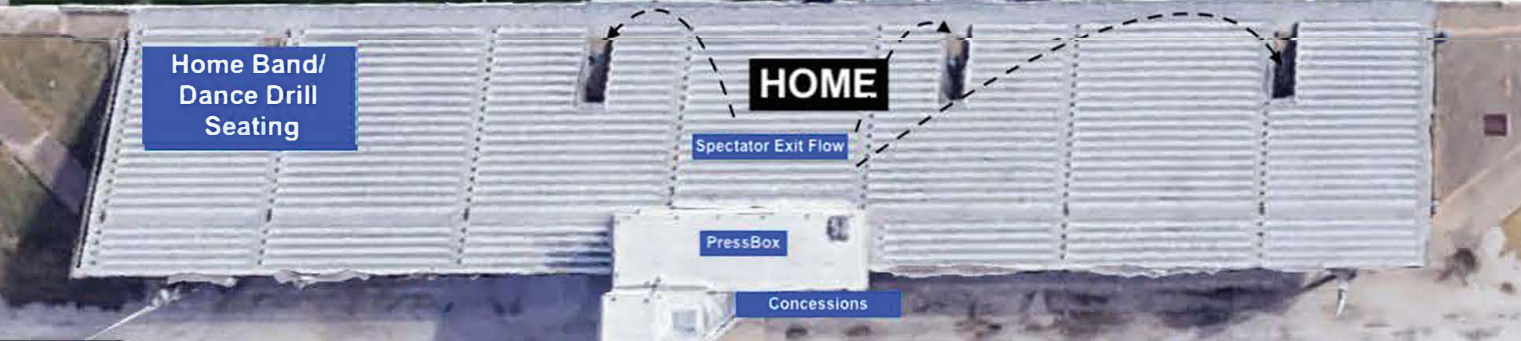 Home Band/
Dance Drill
Seating
HOME
Spectator Exit Flow
PressBox
Concessions